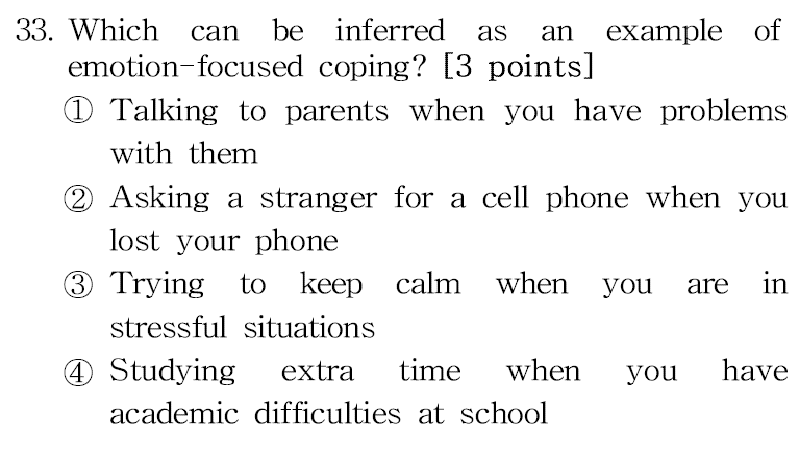 33. Which can be inferred as an example of
emotion-focused coping? [3 points]
① Talking to parents when you have problems
with them
② Asking a stranger for a cell phone when you
lost your phone
③ Trying to keep calm when you are in
stressful situations
④ Studying extra time when you have
academic difficulties at school